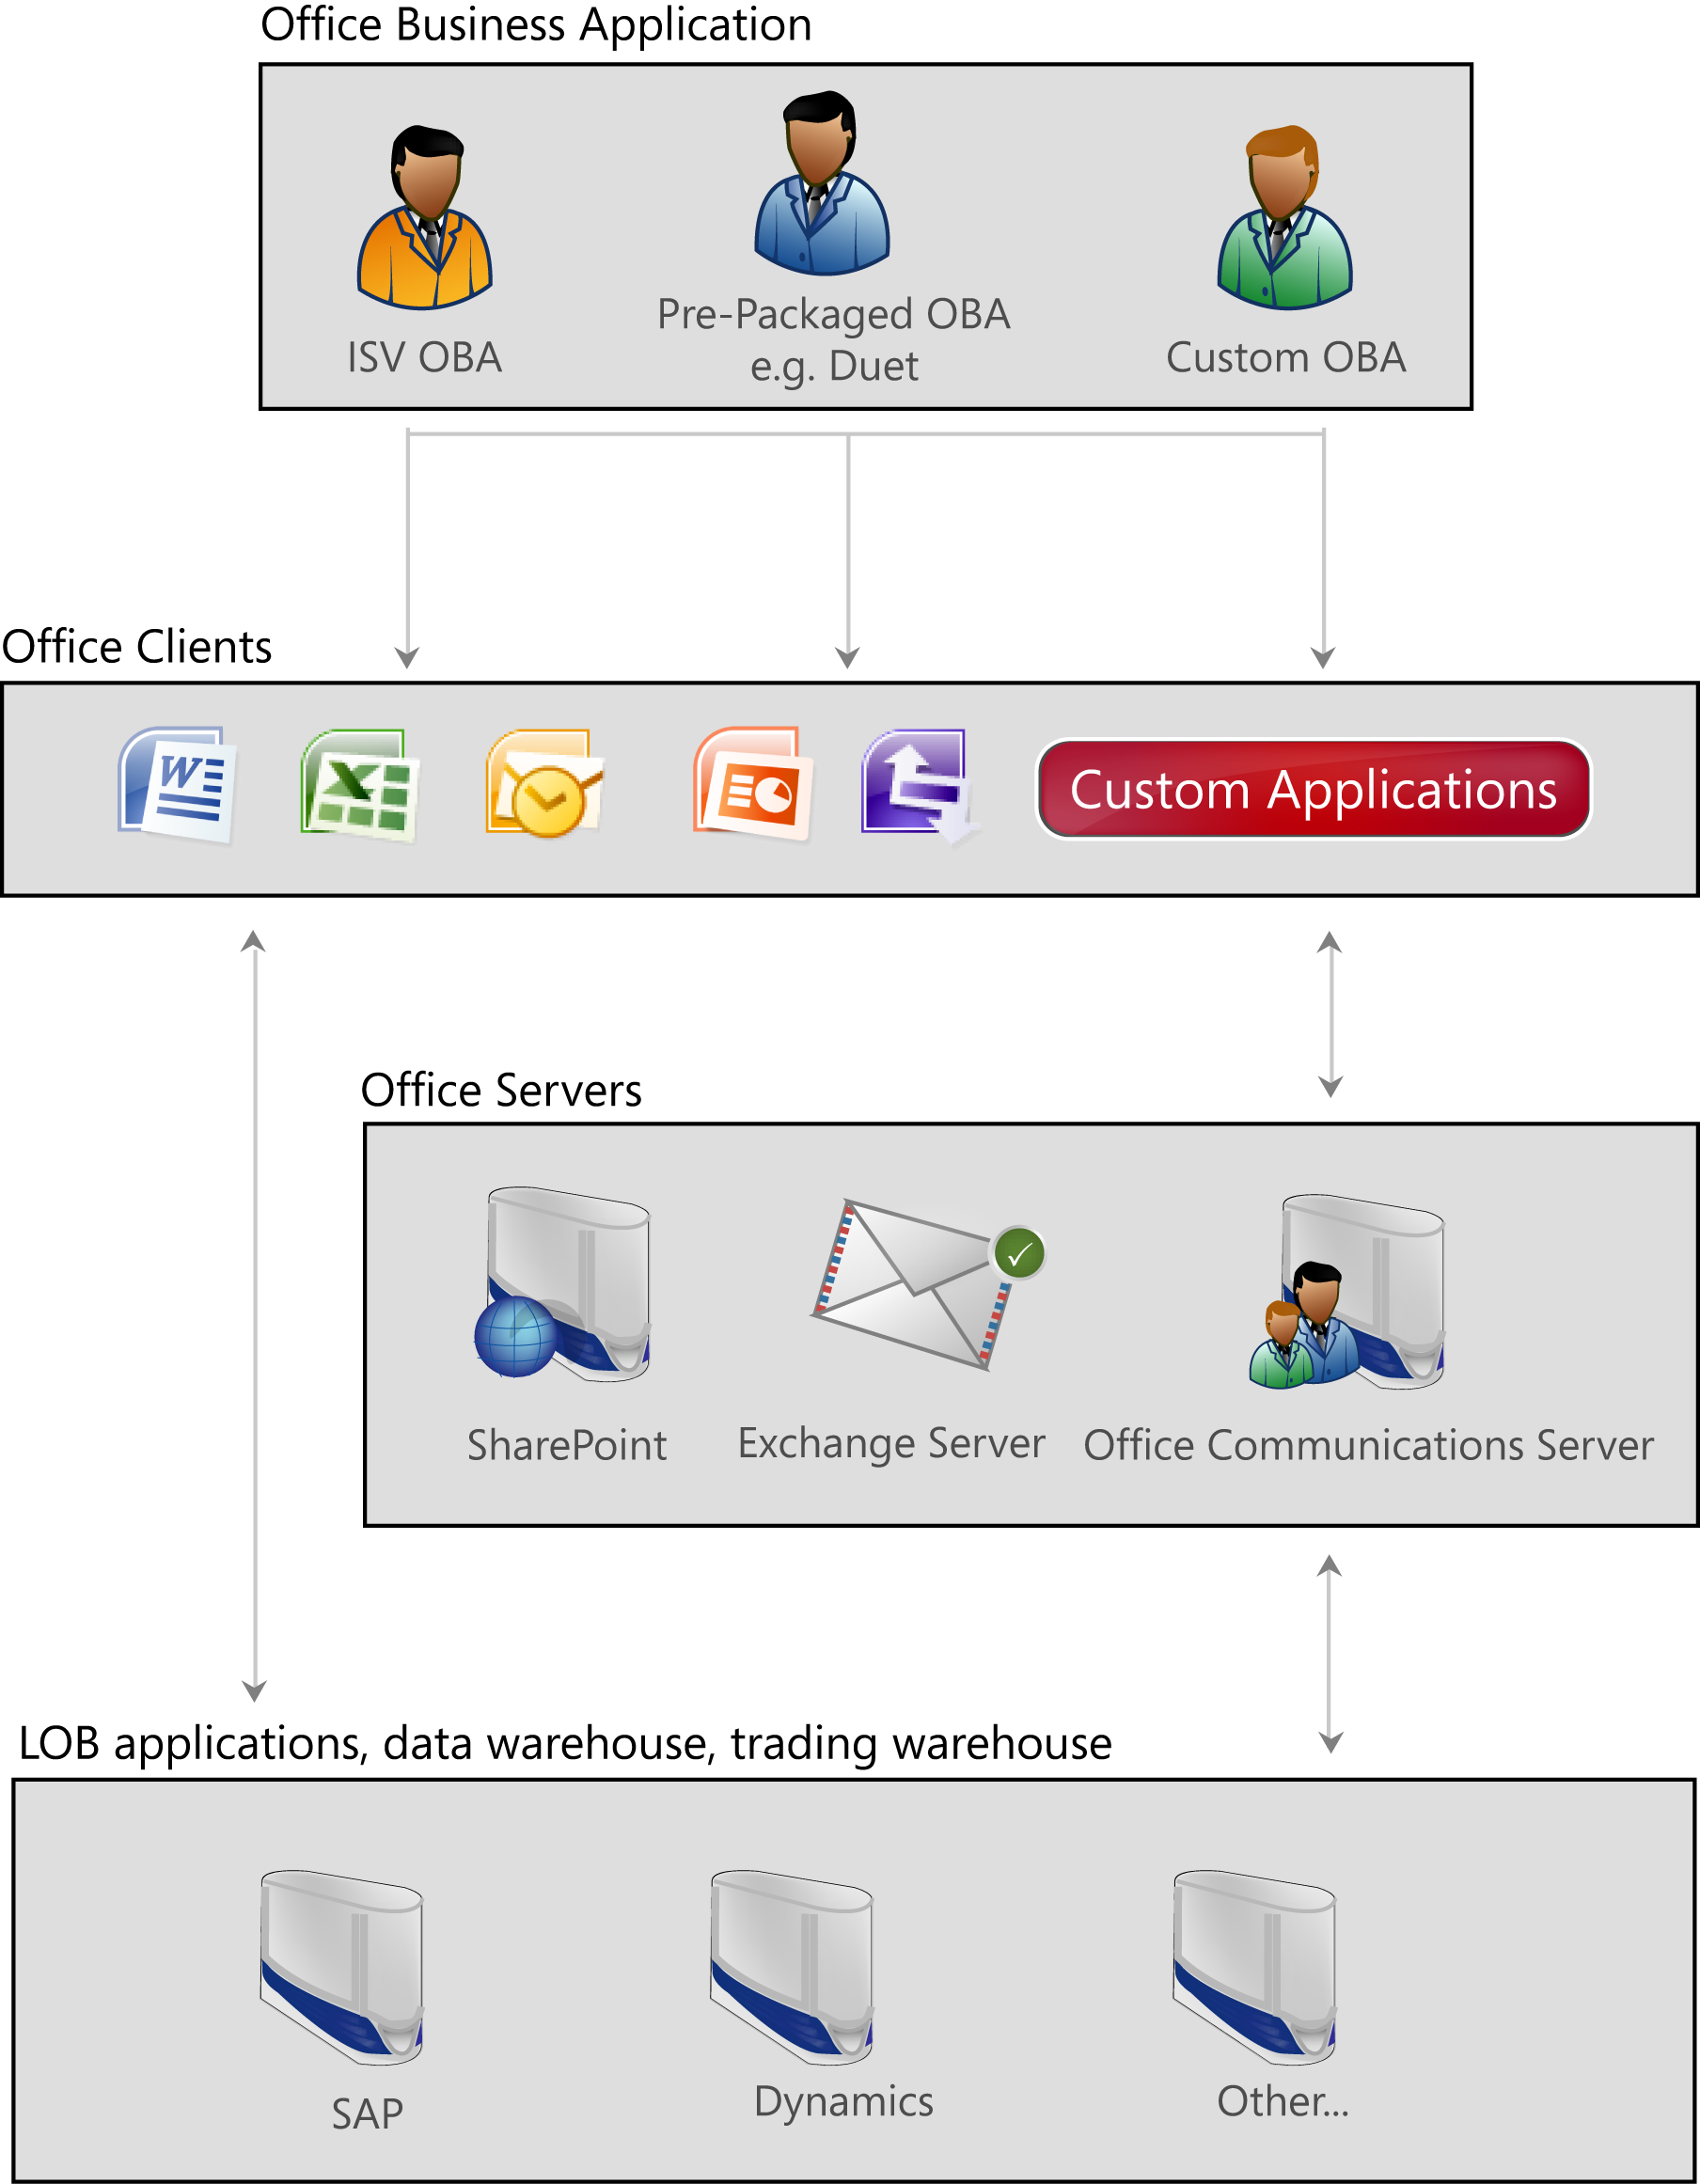 Office Business Application
ISV OBA
Pre-Packaged OBA
e.g. Duet
Custom OBA
Office Clients
W
X
Custom Applications
Office Servers
SharePoint
Exchange Server
Office Communications Server
LOB applications, data warehouse, trading warehouse
SAP
Dynamics
Other...